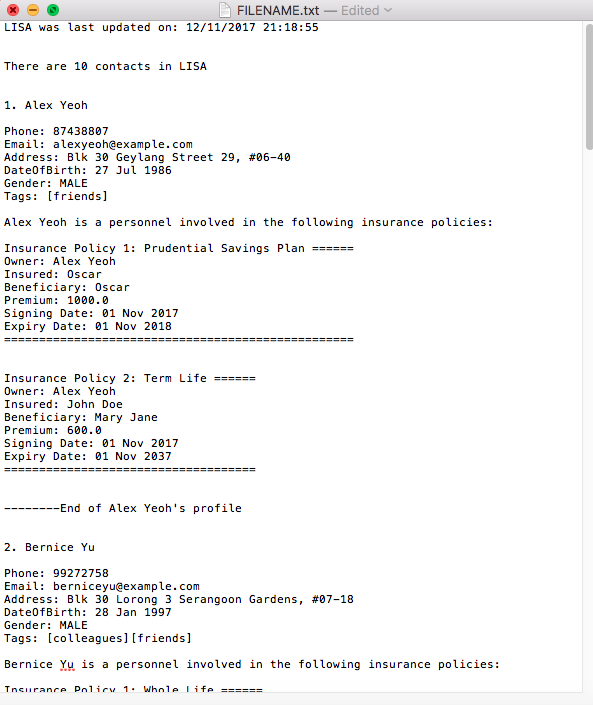 FILENAME.txt — Edited
LISA was last updated on: 12/11/2017 21:18:55
There are 10 contacts in LISA
1. Alex Yeoh
Phone: 87438807
Email: alexyeoh@example.com
Address: Blk 30 Geylang Street 29, #06-40
DateOfBirth: 27 Jul 1986
Gender: MALE
Tags: [friends]
Alex Yeoh is a personnel involved in the following insurance policies:
Insurance Policy 1: Prudential Savings Plan ======
Owner: Alex Yeoh
Insured: Oscar
Beneficiary: Oscar
Premium: 1000.0
Signing Date: 01 Nov 2017
Expiry Date: 01 Nov 2018
==================================================
Insurance Policy 2: Term Life ======
Owner: Alex Yeoh
Insured: John Doe
Beneficiary: Mary Jane
Premium: 600.0
Signing Date: 01 Nov 2017
Expiry Date: 01 Nov 2037
====================================
--------End of Alex Yeoh's profile
2. Bernice Yu
Phone: 99272758
Email: berniceyu@example.com
Address: Blk 30 Lorong 3 Serangoon Gardens, #07-18
DateOfBirth: 28 Jan 1997
Gender: MALE
Tags: [colleagues][friends]
Bernice Yu is a personnel involved in the following insurance policies:
Insurance Policy 1: Whole Life ======